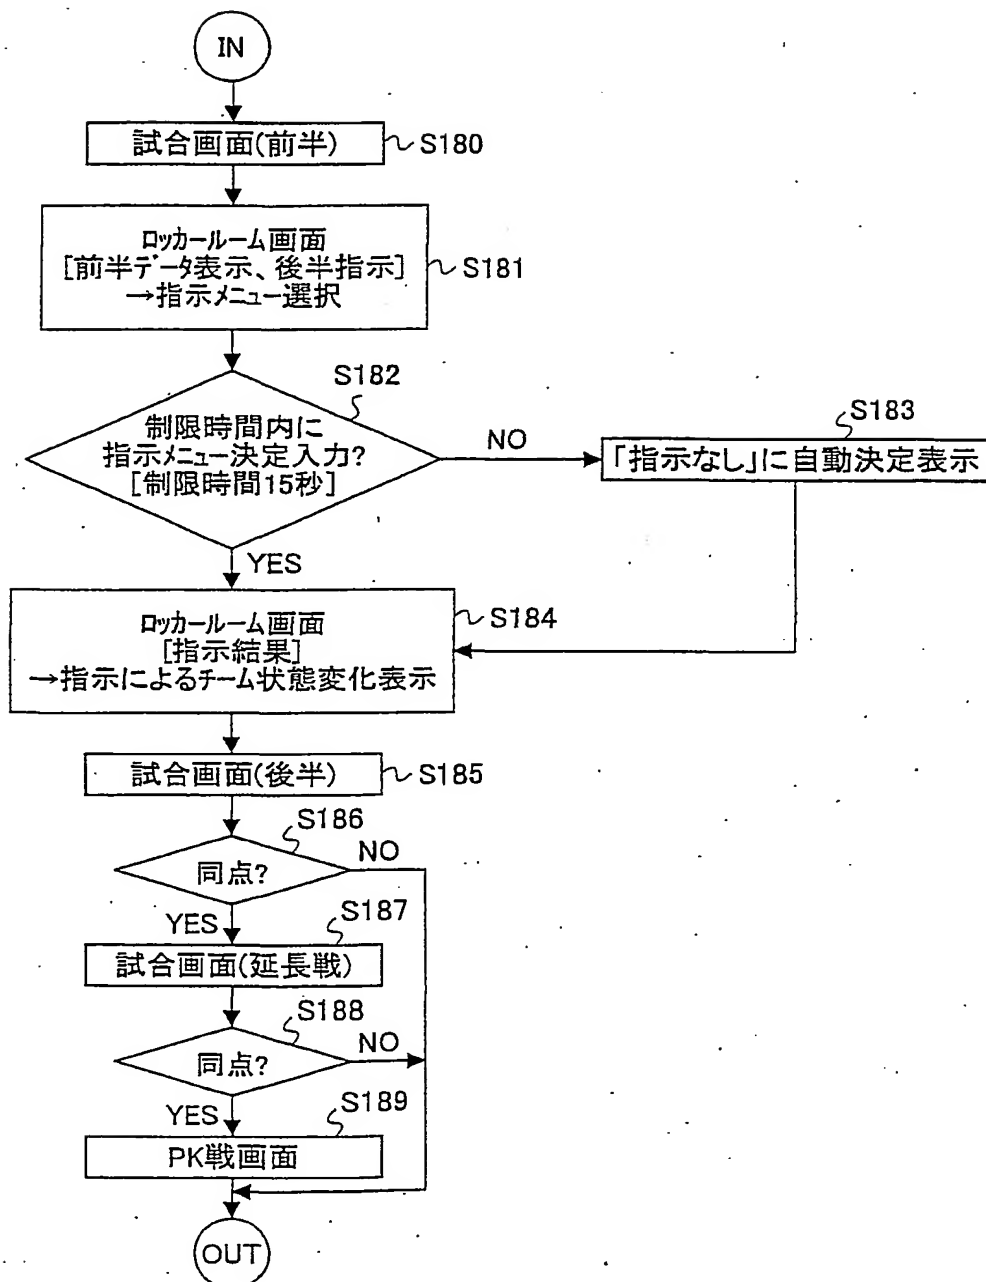 IN
試合画面(前半)
S180
ロッカールーム画面
[前半データ表示、後半指示]
→指示メニュー選択
S181
S182
制限時間内に
指示メニュー決定入力?
[制限時間15秒]
NO
S183
「指示なし」に自動決定表示
YES
ロッカールーム画面
[指示結果]
→指示によるチーム状態変化表示
S184
試合画面(後半)
S185
S186
同点?
NO
YES
S187
試合画面(延長戦)
S188
同点?
NO
YES
S189
PK戦画面
OUT